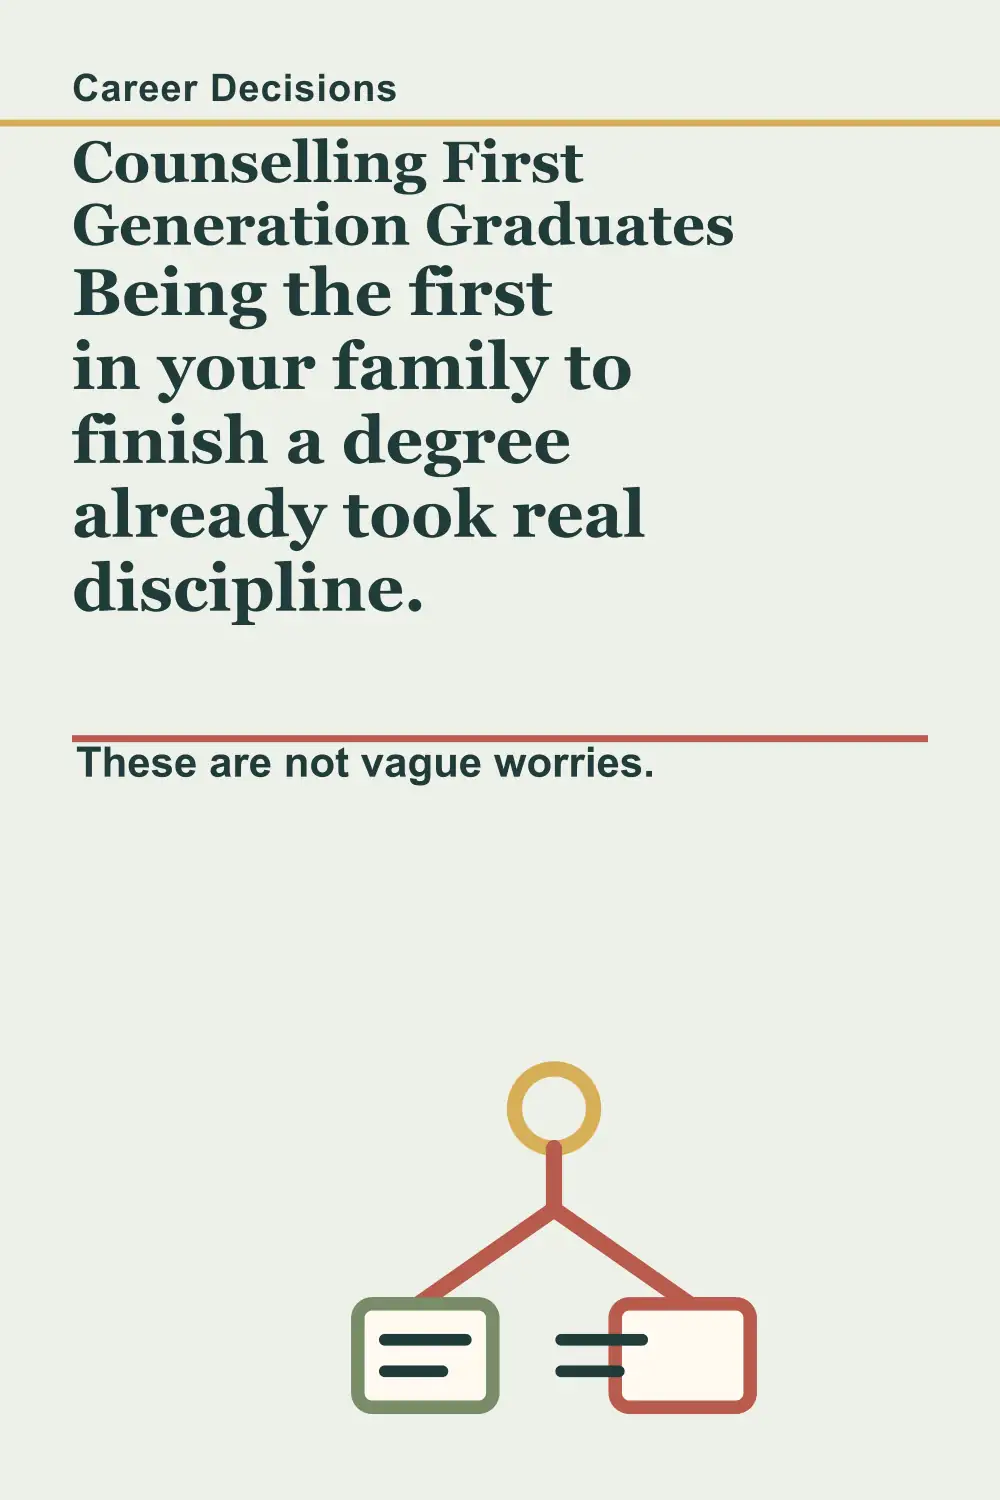 Career Decisions
Counselling First
Generation Graduates
Being the first
in your family to
finish a degree
already took real
discipline.
These are not vague worries.